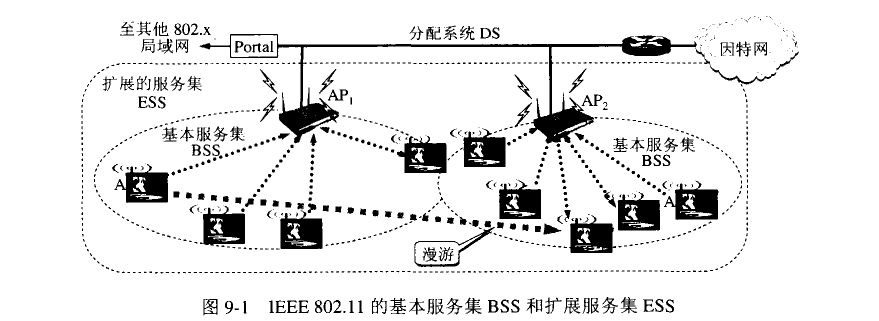 至其他 802.x
局域网
Portal
分配系统 DS
因特网
扩展的服务集
ESS
AP1
AP2
基本服务集
BSS
基本服务集
BSS
A
A
漫游
图 9-1 IEEE 802.11 的基本服务集 BSS 和扩展服务集 ESS